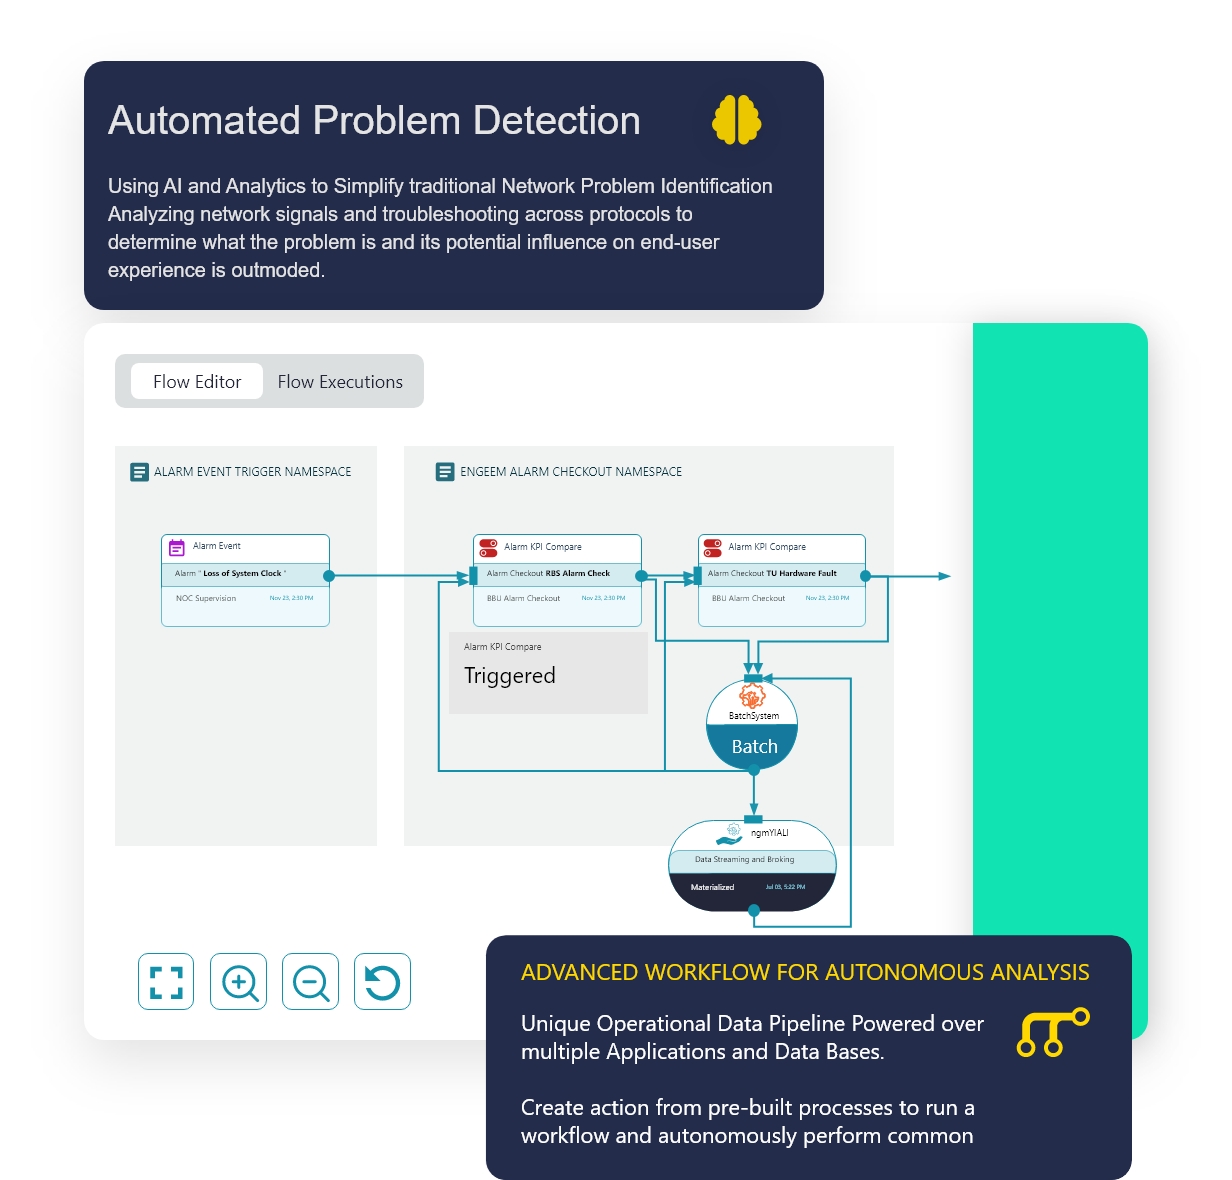 Automated Problem Detection
Using AI and Analytics to Simplify traditional Network Problem Identification
Analyzing network signals and troubleshooting across protocols to
determine what the problem is and its potential influence on end-user
experience is outmoded.
Flow Editor
Flow Executions
ALARM EVENT TRIGGER NAMESPACE
ENGEEM ALARM CHECKOUT NAMESPACE
Alarm Event
Alarm " Loss of System Clock "
NOC Supervision
Nov 23, 2:30 PM
Alarm KPI Compare
Alarm Checkout RBS Alarm Check
BBU Alarm Checkout
Nov 23, 2:30 PM
Alarm KPI Compare
Alarm Checkout TU Hardware Fault
BBU Alarm Checkout
Nov 23, 2:30 PM
Alarm KPI Compare
Triggered
BatchSystem
Batch
ngmYIALI
Data Streaming and Broking
Materialized
Jul 03, 5:22 PM
ADVANCED WORKFLOW FOR AUTONOMOUS ANALYSIS
Unique Operational Data Pipeline Powered over
multiple Applications and Data Bases.
Create action from pre-built processes to run a
workflow and autonomously perform common